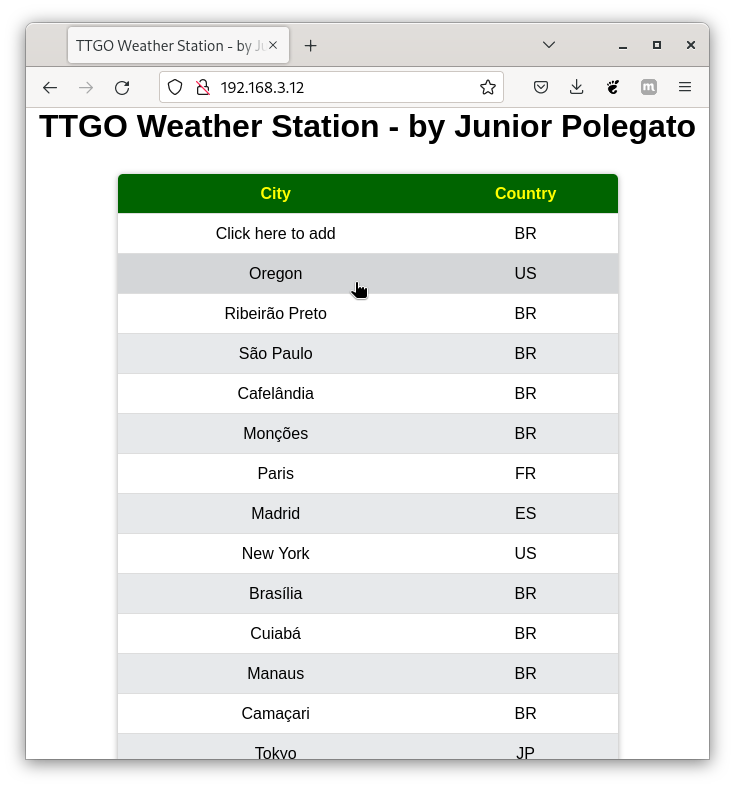 TTGO Weather Station - by Ju
192.168.3.12
m
TTGO Weather Station - by Junior Polegato
City Country
Click here to add BR
Oregon US
Ribeirão Preto BR
São Paulo BR
Cafelândia BR
Monções BR
Paris FR
Madrid ES
New York US
Brasília BR
Cuiabá BR
Manaus BR
Camaçari BR
Tokyo JP